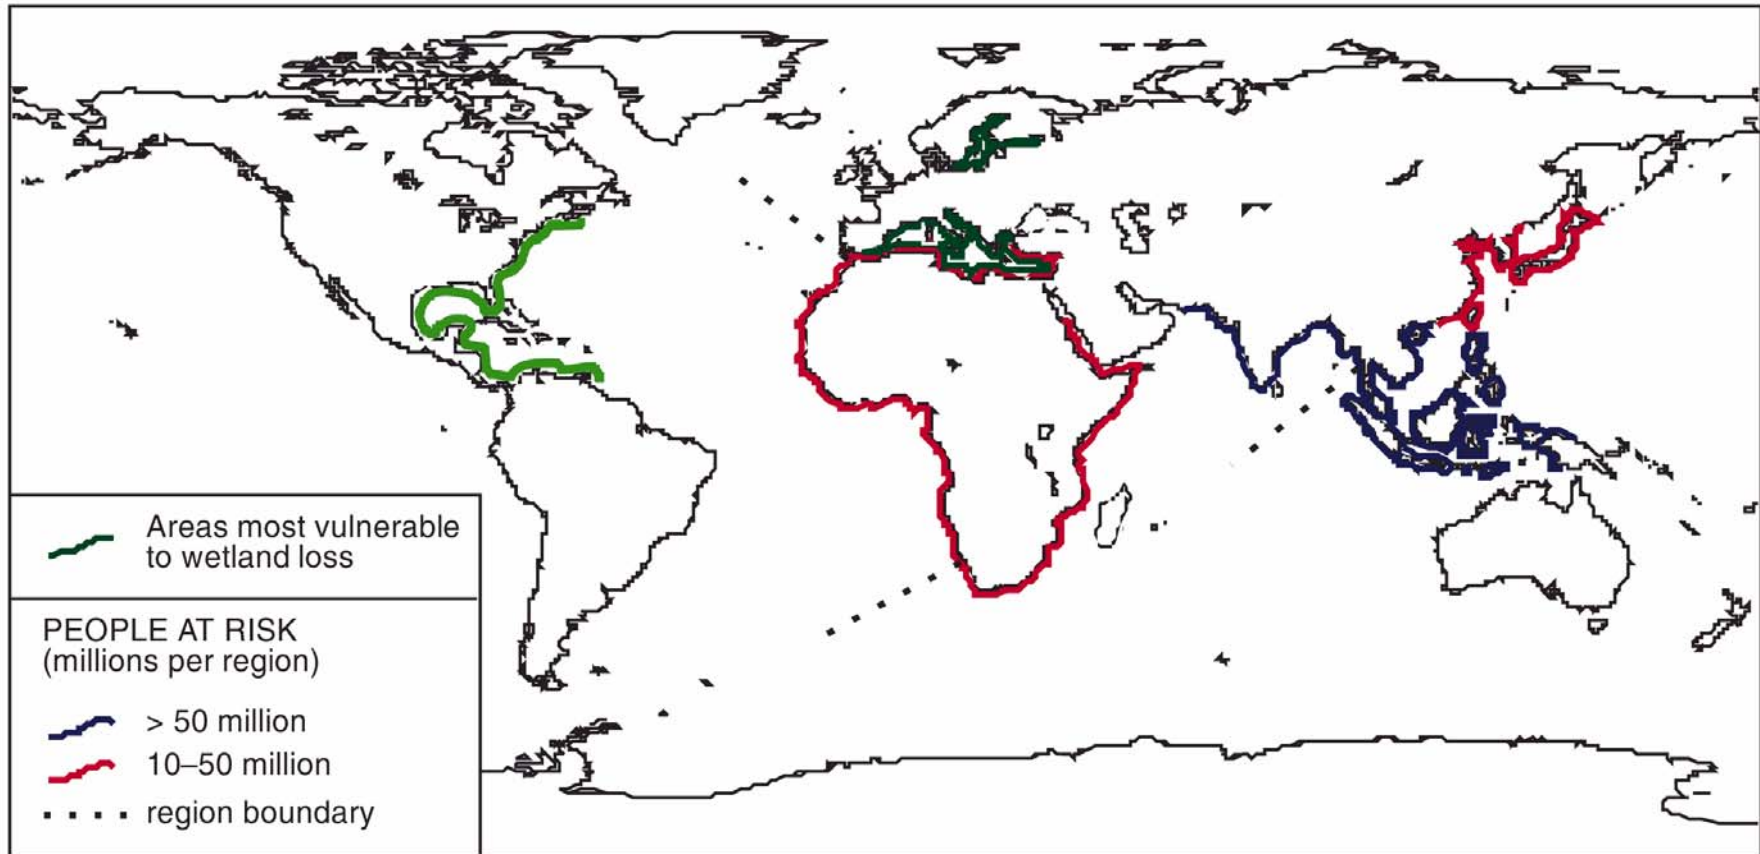 Areas most vulnerable
to wetland loss
PEOPLE AT RISK
(millions per region)
> 50 million
10–50 million
region boundary